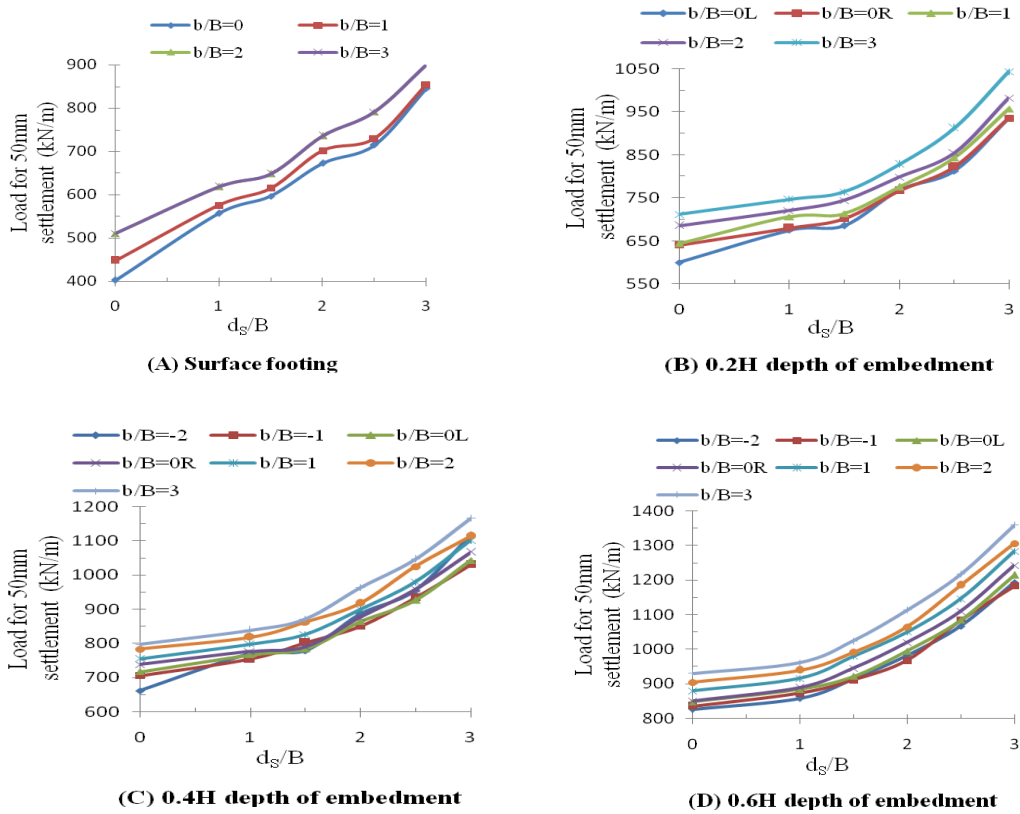 b/B=0 b/B=1
b/B=2 b/B=3
Load for 50mm
settlement (kN/m)
900
800
700
600
500
400
0 1 2 3
dS/B
(A) Surface footing
b/B=0L b/B=0R b/B=1
b/B=2 b/B=3
Load for 50mm
settlement (kN/m)
1050
950
850
750
650
550
0 1 2 3
dS/B
(B) 0.2H depth of embedment
b/B=-2 b/B=-1 b/B=0L
b/B=0R b/B=1 b/B=2
b/B=3
Load for 50mm
settlement (kN/m)
1200
1100
1000
900
800
700
600
0 1 2 3
dS/B
(C) 0.4H depth of embedment
b/B=-2 b/B=-1 b/B=0L
b/B=0R b/B=1 b/B=2
b/B=3
Load for 50mm
settlement (kN/m)
1400
1300
1200
1100
1000
900
800
0 1 2 3
dS/B
(D) 0.6H depth of embedment